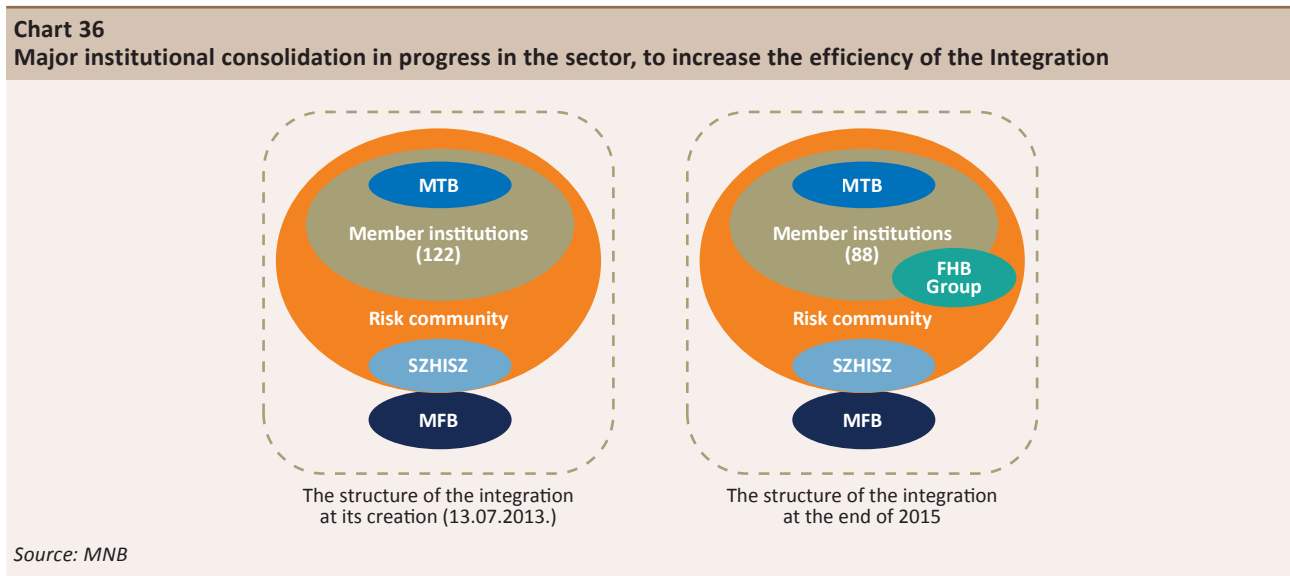 Chart 36
Major institutional consolidation in progress in the sector, to increase the efficiency of the Integration
MTB
Member institutions
(122)
Risk community
SZHISZ
MFB
The structure of the integration
at its creation (13.07.2013.)
MTB
Member institutions
(88)
FHB
Group
Risk community
SZHISZ
MFB
The structure of the integration
at the end of 2015
Source: MNB